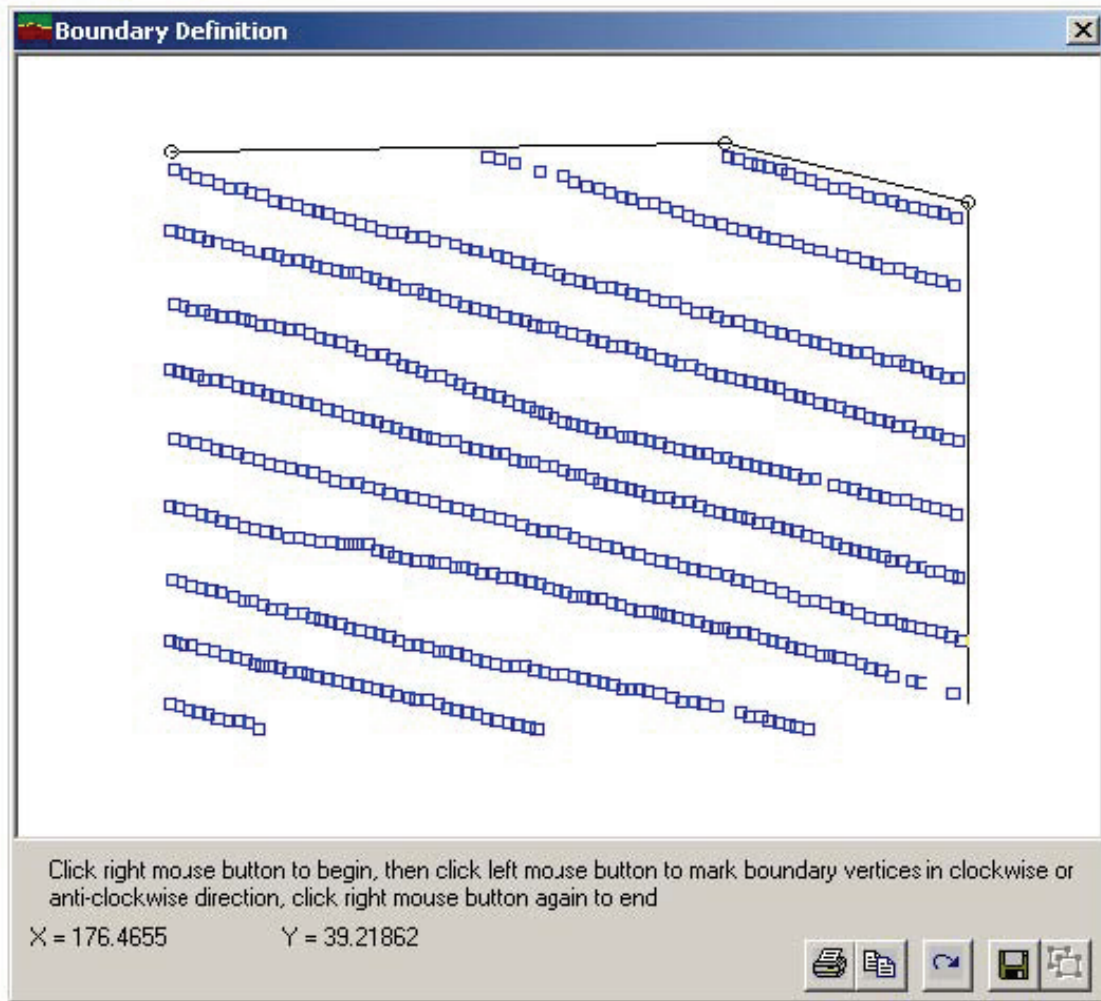 Boundary Definition
Click right mouse button to begin, then click left mouse button to mark boundary vertices in clockwise or
anti-clockwise direction, click right mouse button again to end
X = 176.4655 Y = 39.21862